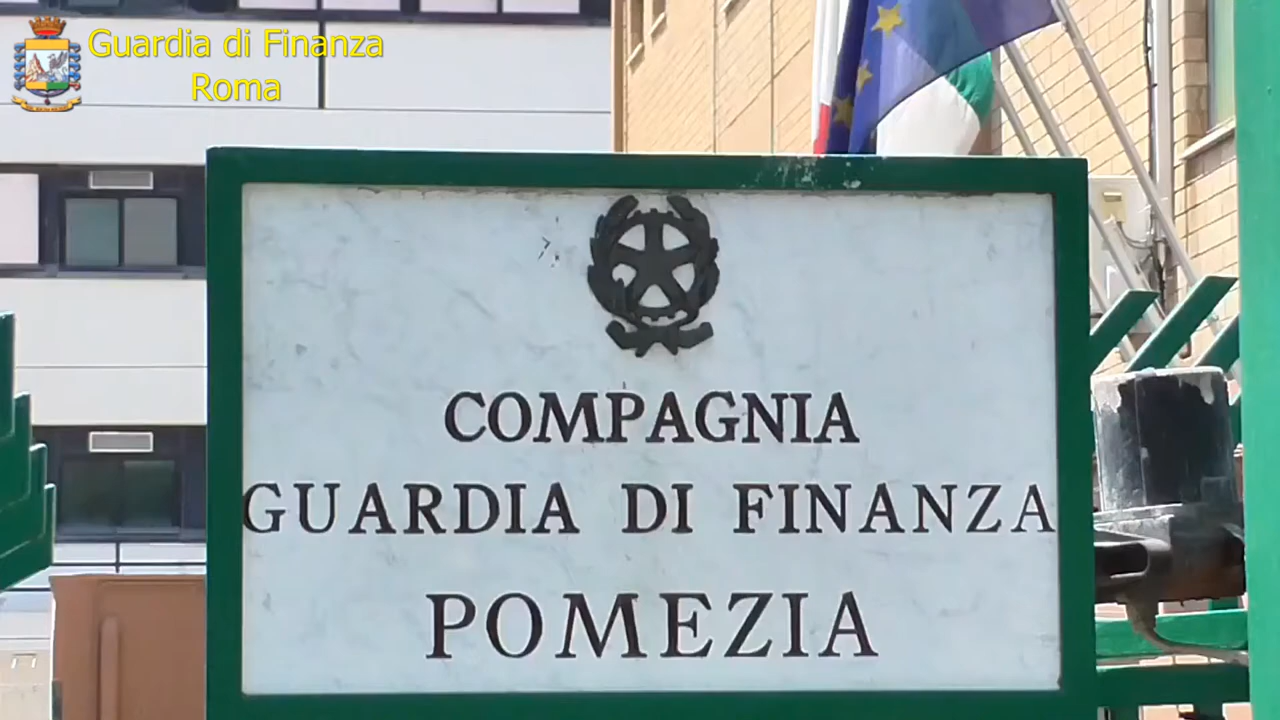 Guardia di Finanza
Roma
COMPAGNIA
GUARDIA DI FINANZA
POMEZIA